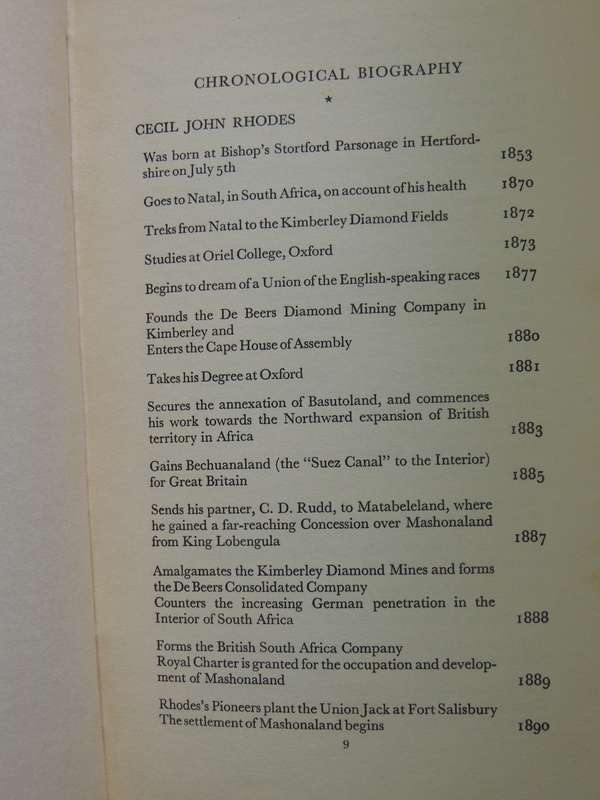 CHRONOLOGICAL BIOGRAPHY
★
CECIL JOHN RHODES
Was born at Bishop's Stortford Parsonage in Hertford-
shire on July 5th 1853
Goes to Natal, in South Africa, on account of his health 1870
Treks from Natal to the Kimberley Diamond Fields 1872
Studies at Oriel College, Oxford 1873
Begins to dream of a Union of the English-speaking races 1877
Founds the De Beers Diamond Mining Company in
Kimberley and
Enters the Cape House of Assembly 1880
Takes his Degree at Oxford 1881
Secures the annexation of Basutoland, and commences
his work towards the Northward expansion of British
territory in Africa 1883
Gains Bechuanaland (the "Suez Canal" to the Interior)
for Great Britain 1885
Sends his partner, C. D. Rudd, to Matabeleland, where
he gained a far-reaching Concession over Mashonaland
from King Lobengula 1887
Amalgamates the Kimberley Diamond Mines and forms
the De Beers Consolidated Company
Counters the increasing German penetration in the
Interior of South Africa 1888
Forms the British South Africa Company
Royal Charter is granted for the occupation and develop-
ment of Mashonaland 1889
Rhodes's Pioneers plant the Union Jack at Fort Salisbury
The settlement of Mashonaland begins 1890
9